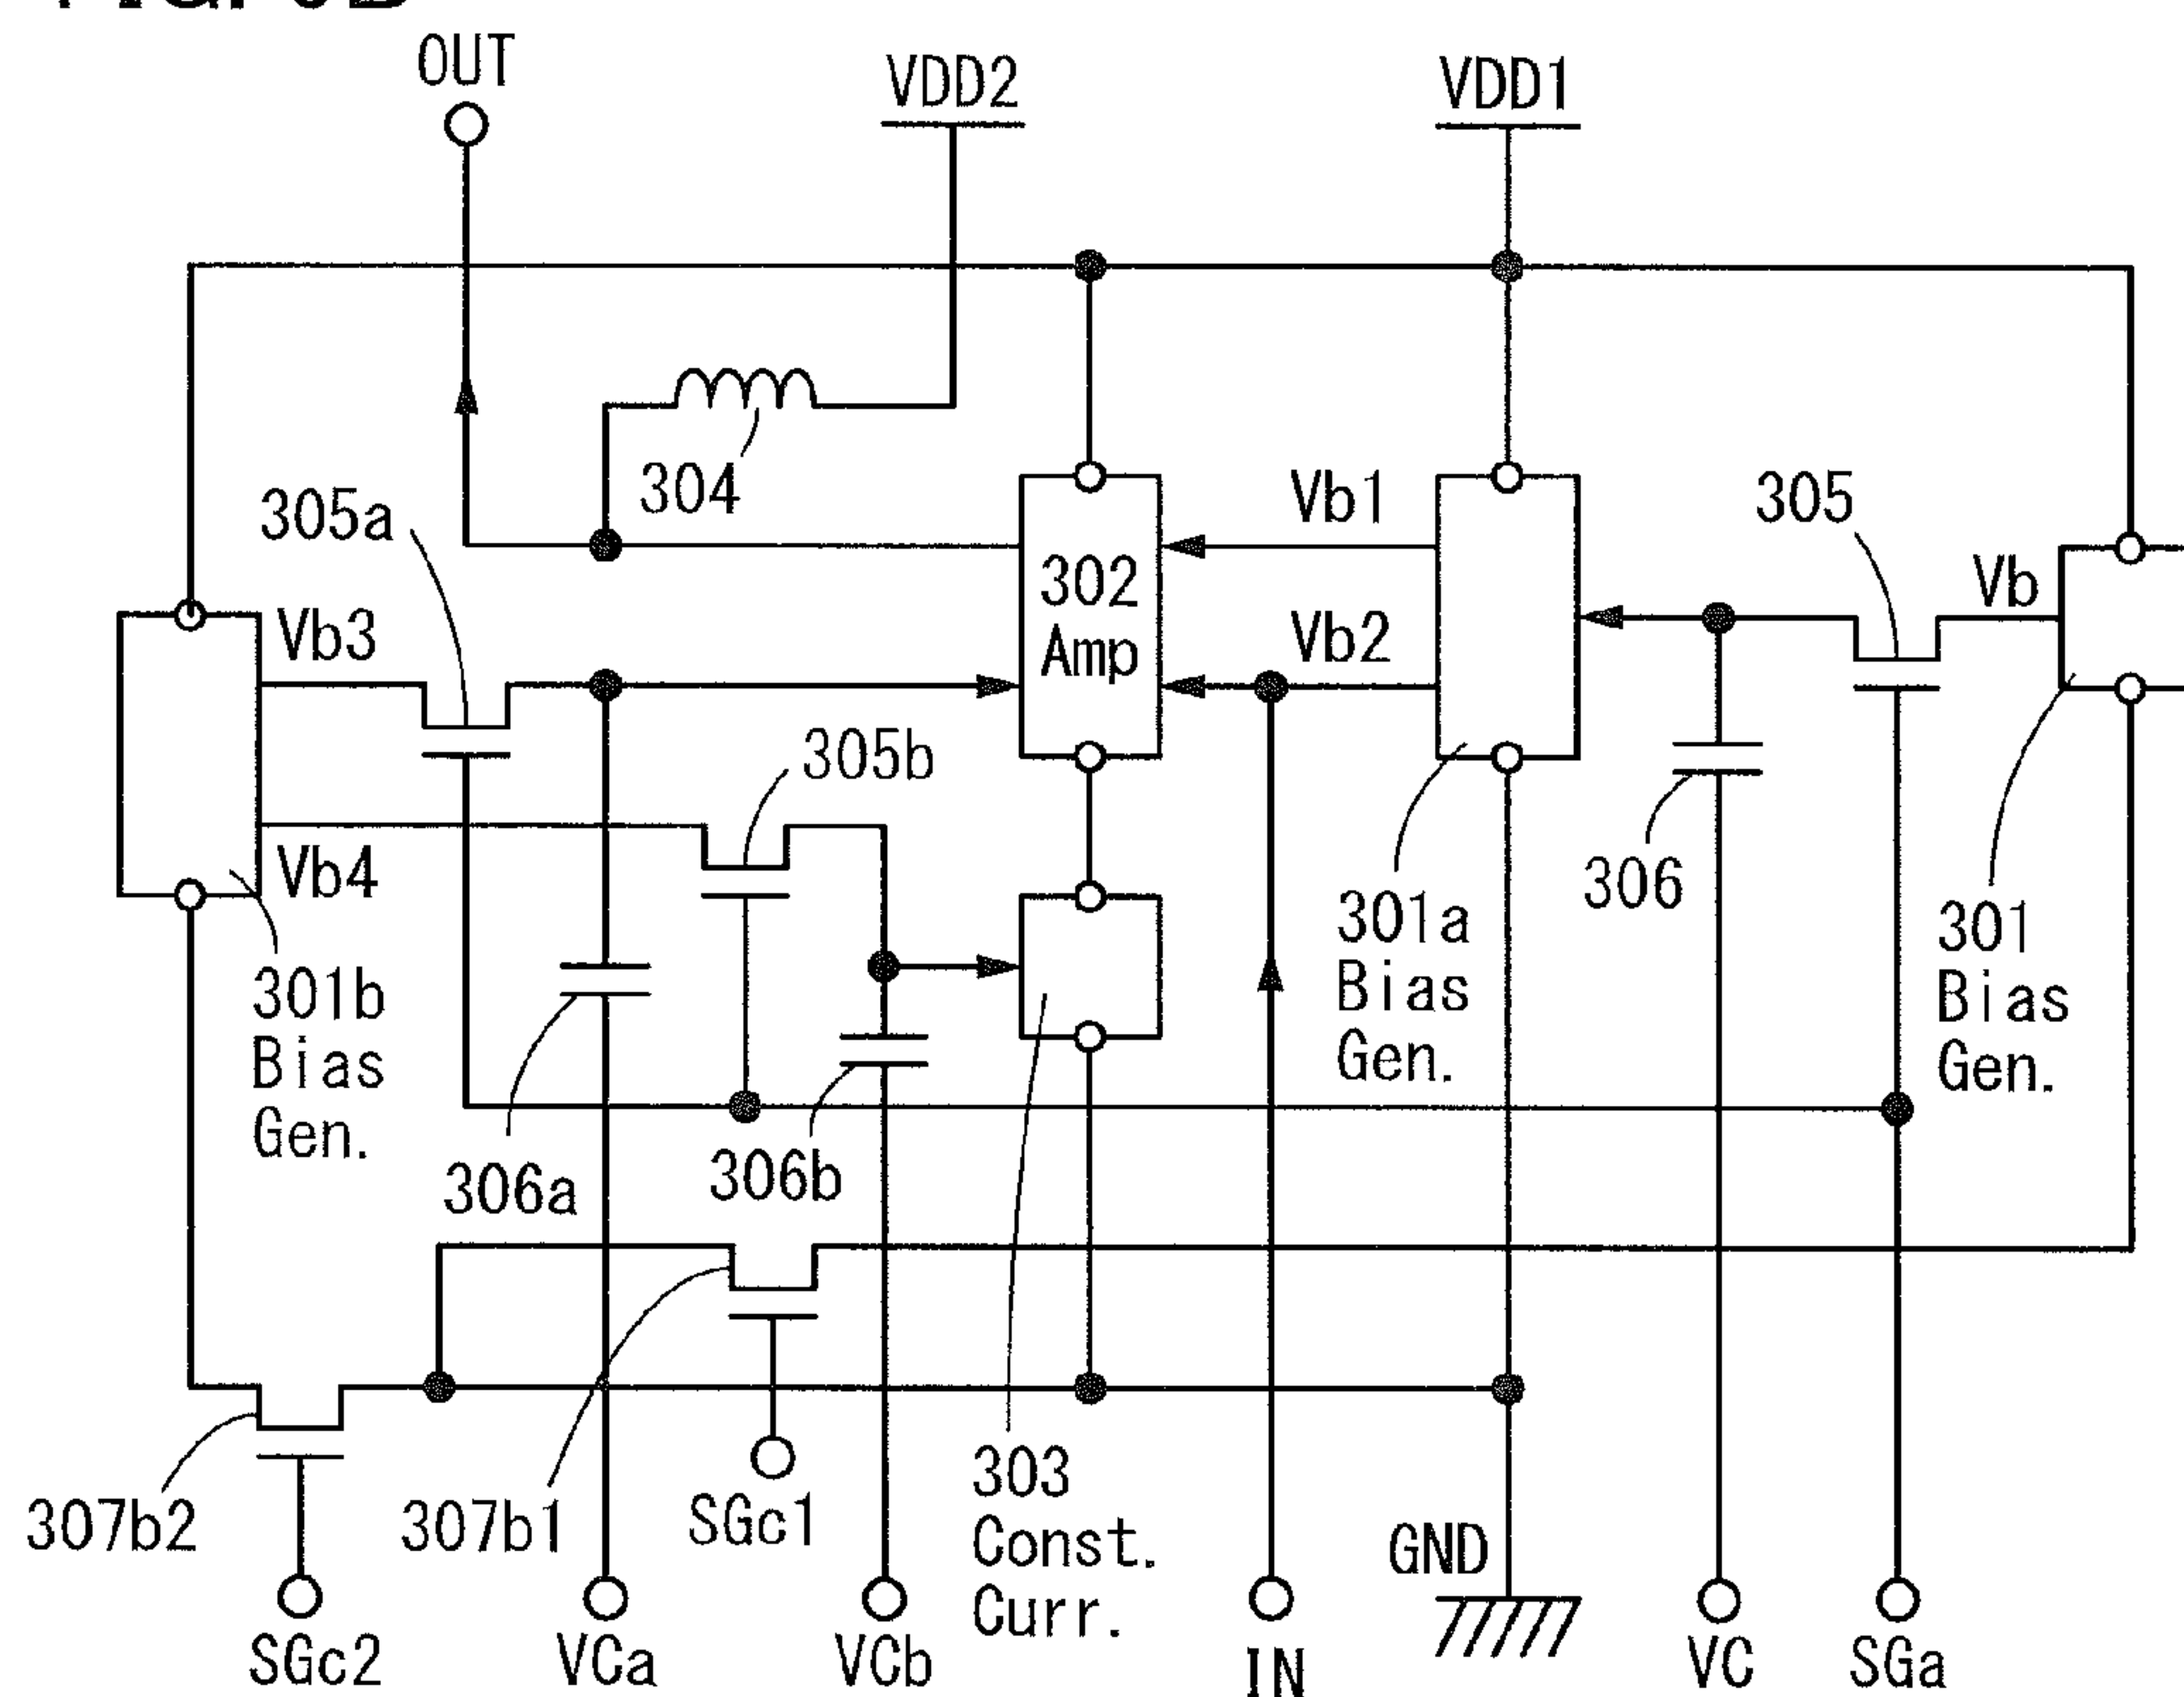 OUT
VDD2
VDD1
304
305a
Vb1
305
302
Amp
Vb
Vb3
Vb2
305b
Vb4
306
301a
Bias
Gen.
301
Bias
Gen.
301b
Bias
Gen.
306a
306b
307b2
307b1
SGc1
303
Const.
Curr.
GND
SGc2
VCa
VCb
IN
VC
SGa